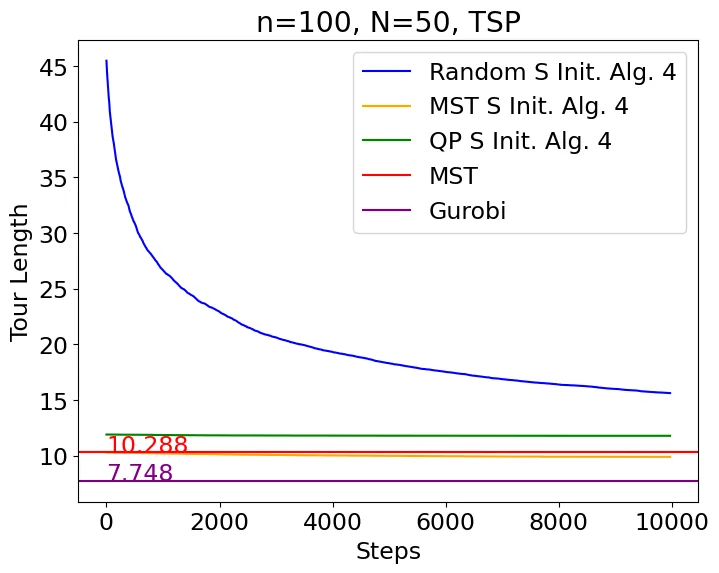 n=100, N=50, TSP
Random S Init. Alg. 4
MST S Init. Alg. 4
QP S Init. Alg. 4
MST
Gurobi
Tour Length
45
40
35
30
25
20
15
10
10.288
7.748
0 2000 4000 6000 8000 10000
Steps